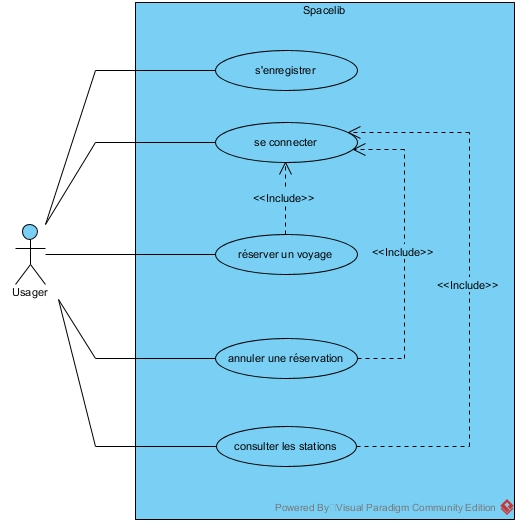 Spacelib
s'enregistrer
se connecter
<<Include>>
réserver un voyage
<<Include>>
<<Include>>
Usager
annuler une réservation
consulter les stations
Powered By Visual Paradigm Community Edition